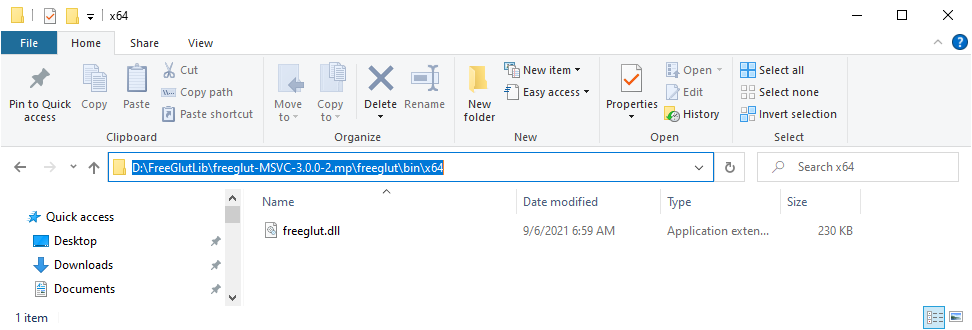 x64
File Home Share View
Pin to Quick access
Copy
Paste
Cut
Copy path
Paste shortcut
Clipboard
Move to
Copy to
Delete
Rename
Organize
New folder
New item
Easy access
New
Properties
Open
Edit
History
Open
Select all
Select none
Invert selection
Select
D:\FreeGlutLib\freeglut-MSVC-3.0.0-2.mp\freeglut\bin\x64
Search x64
Quick access
Desktop
Downloads
Documents
Name Date modified Type Size
freeglut.dll 9/6/2021 6:59 AM Application exten... 230 KB
1 item